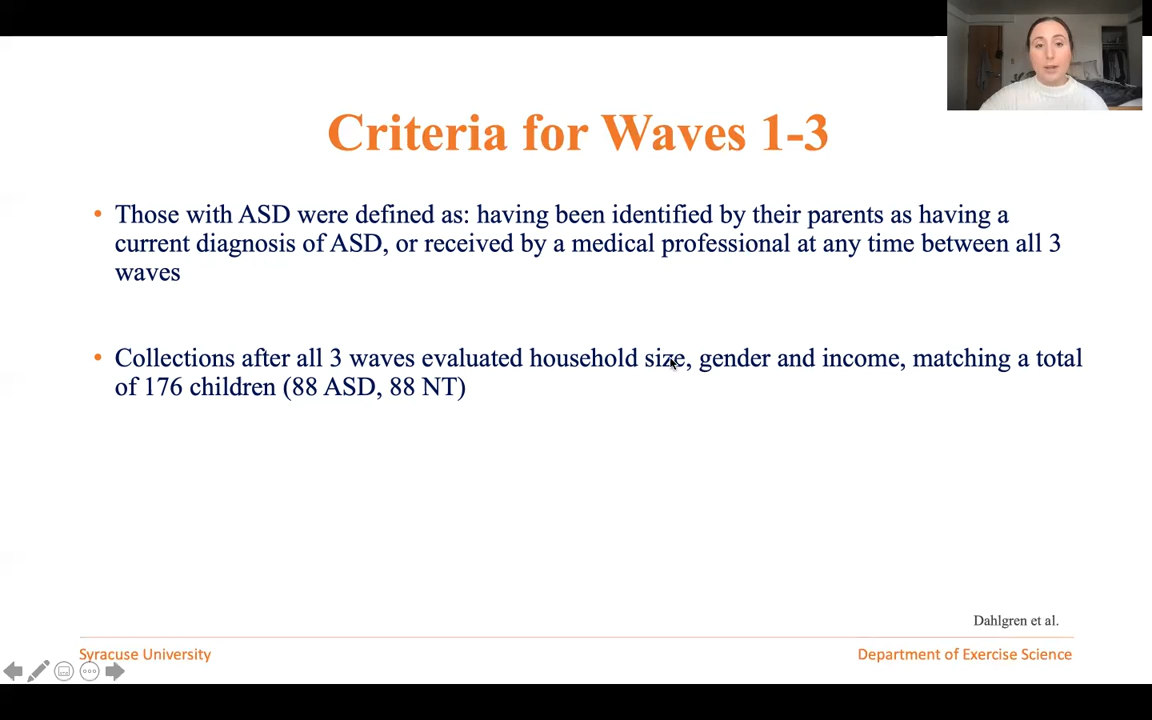 Criteria for Waves 1-3
• Those with ASD were defined as: having been identified by their parents as having a
current diagnosis of ASD, or received by a medical professional at any time between all 3
waves
• Collections after all 3 waves evaluated household size, gender and income, matching a total
of 176 children (88 ASD, 88 NT)
Dahlgren et al.
Syracuse University
Department of Exercise Science